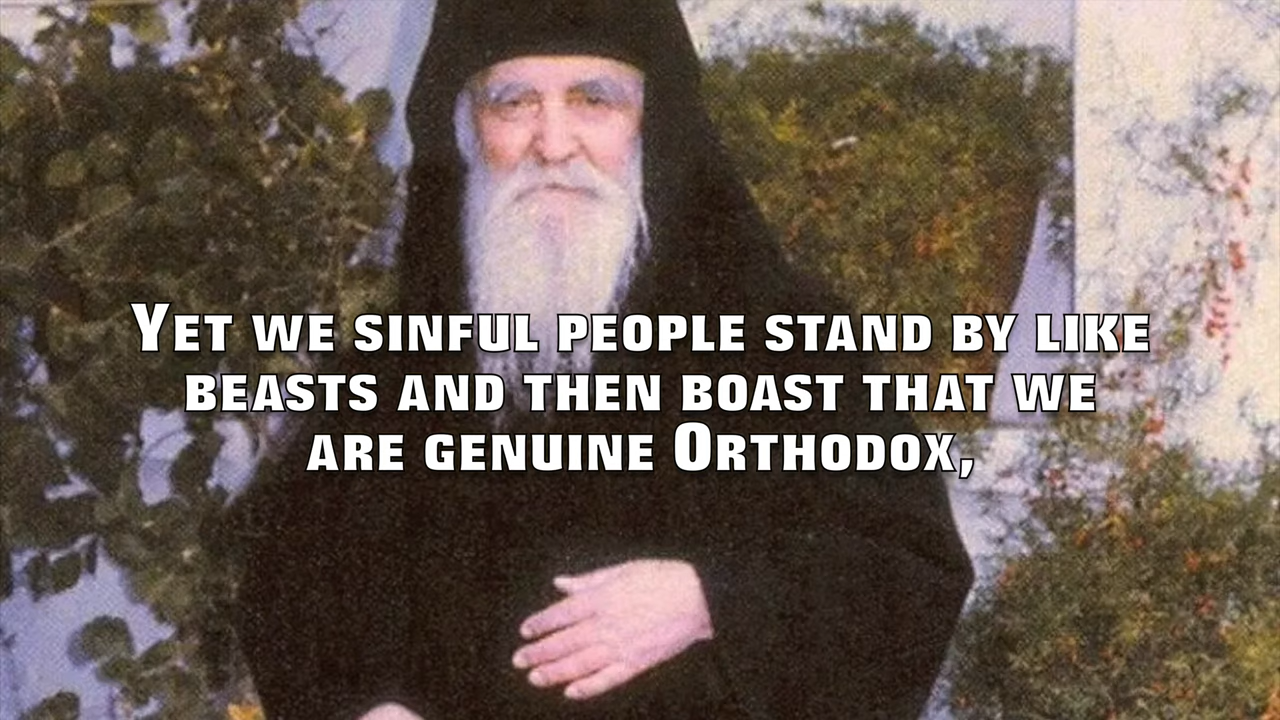 Yet we sinful people stand by like
beasts and then boast that we
are genuine Orthodox,